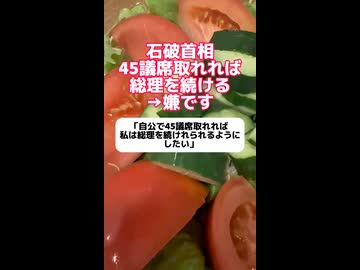 石破首相
45議席取れれば
総理を続ける
→嫌です
「自公で45議席取れれば
私は総理を続けれられるように
したい」